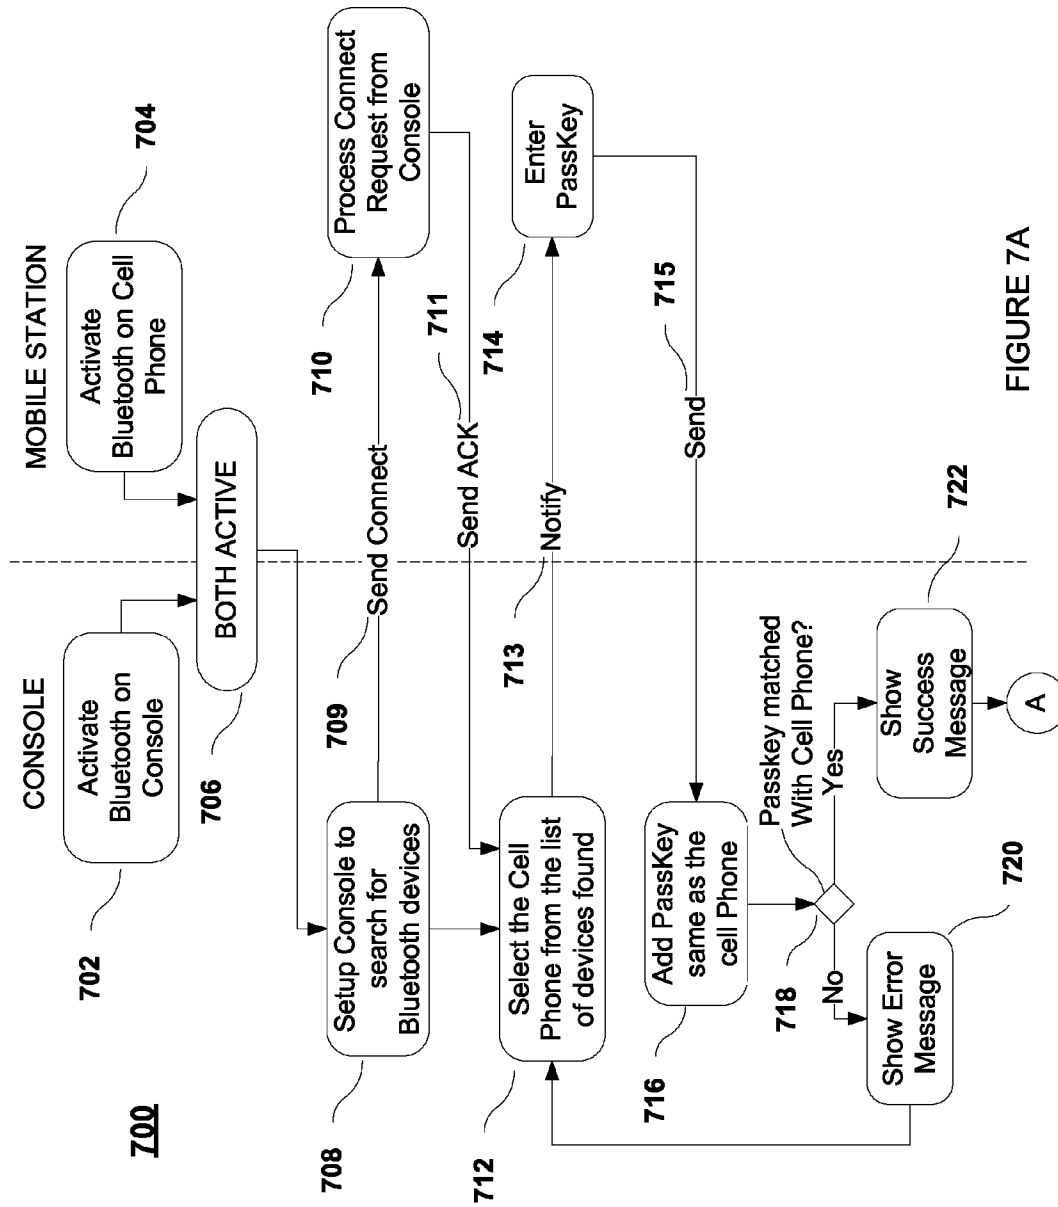 700
CONSOLE
MOBILE STATION
702
Activate
Bluetooth on
Console
704
Activate
Bluetooth on Cell
Phone
706
BOTH ACTIVE
708
Setup Console to
search for
Bluetooth devices
709
Send Connect
710
Process Connect
Request from
Console
711
Send ACK
712
Select the Cell
Phone from the list
of devices found
713
Notify
714
Enter
PassKey
715
Send
716
Add PassKey
same as the
cell Phone
718
Passkey matched
With Cell Phone?
No
Yes
720
Show Error
Message
722
Show
Success
Message
A
FIGURE 7A